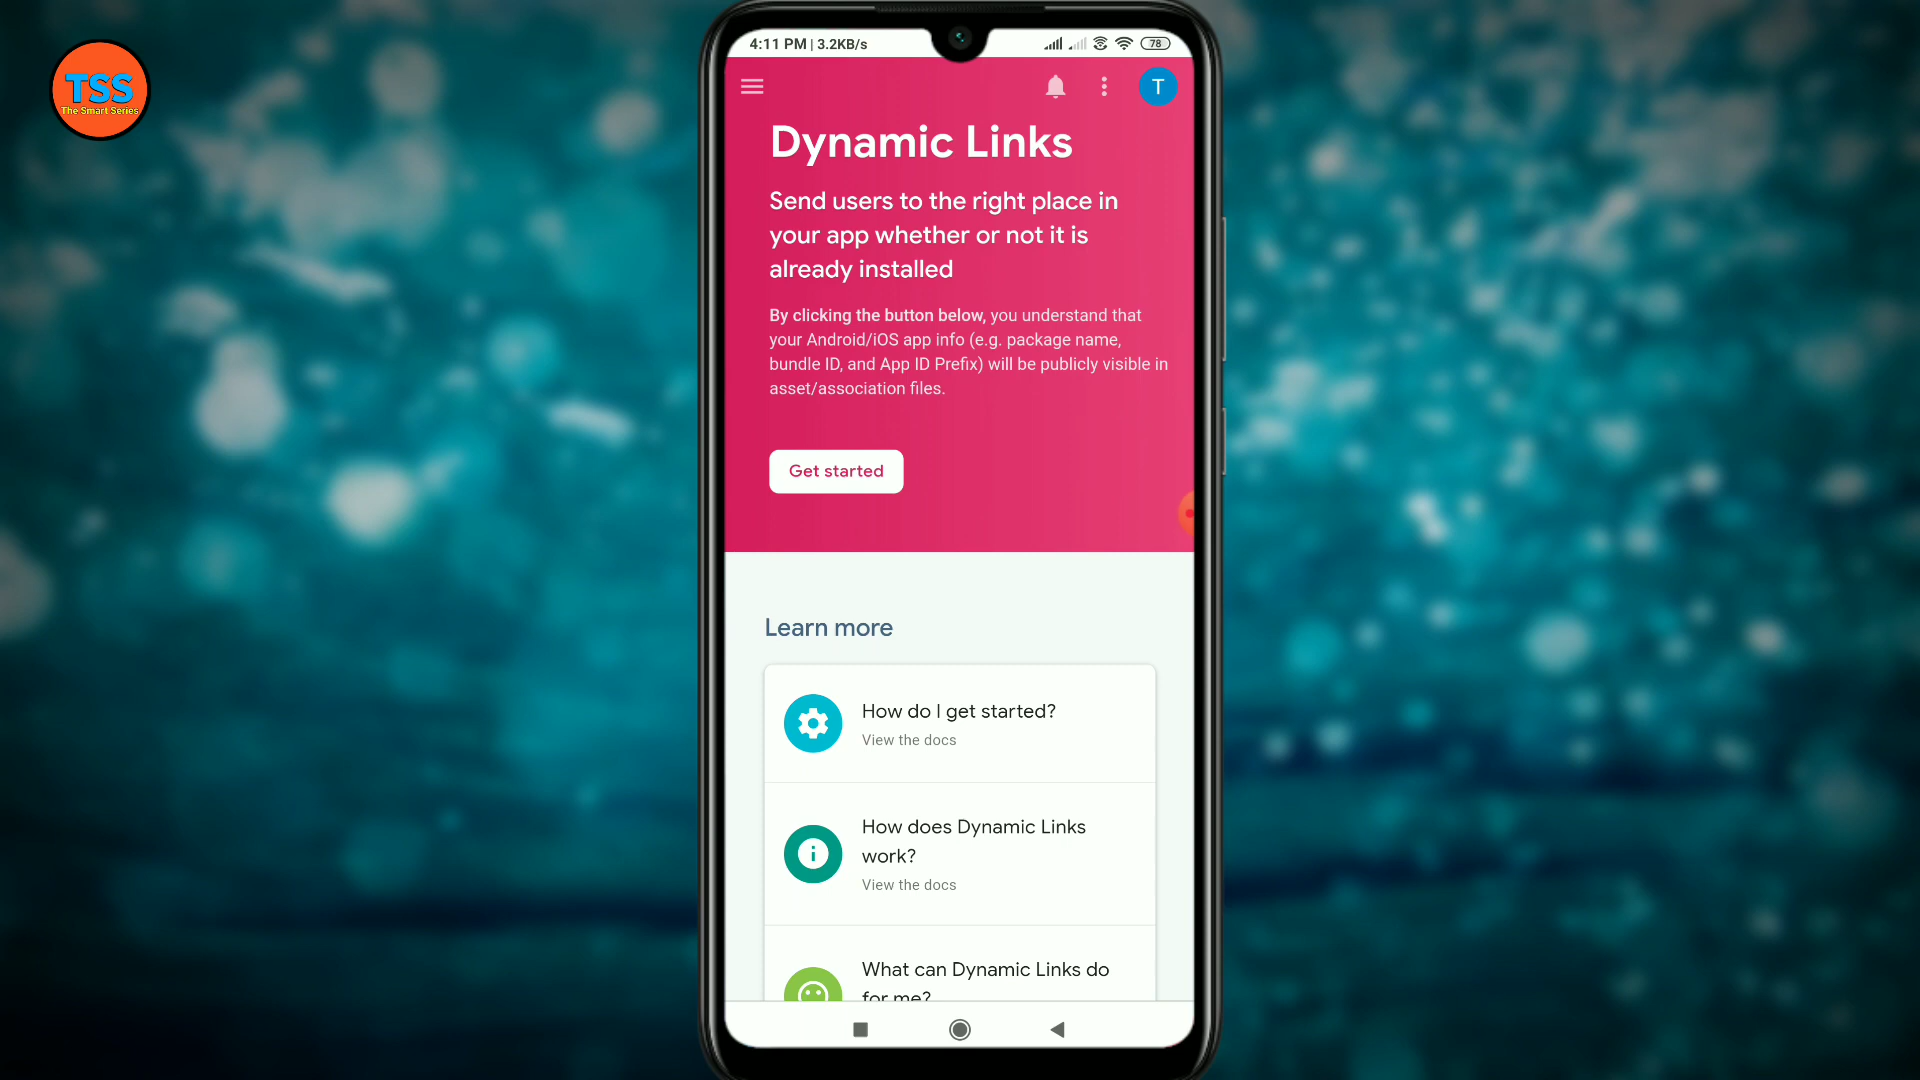 TSS
The Smart Series
4:11 PM | 3.2KB/s
78
T
Dynamic Links
Send users to the right place in
your app whether or not it is
already installed
By clicking the button below, you understand that
your Android/iOS app info (e.g. package name,
bundle ID, and App ID Prefix) will be publicly visible in
asset/association files.
Get started
Learn more
How do I get started?
View the docs
How does Dynamic Links
work?
View the docs
What can Dynamic Links do
for me?